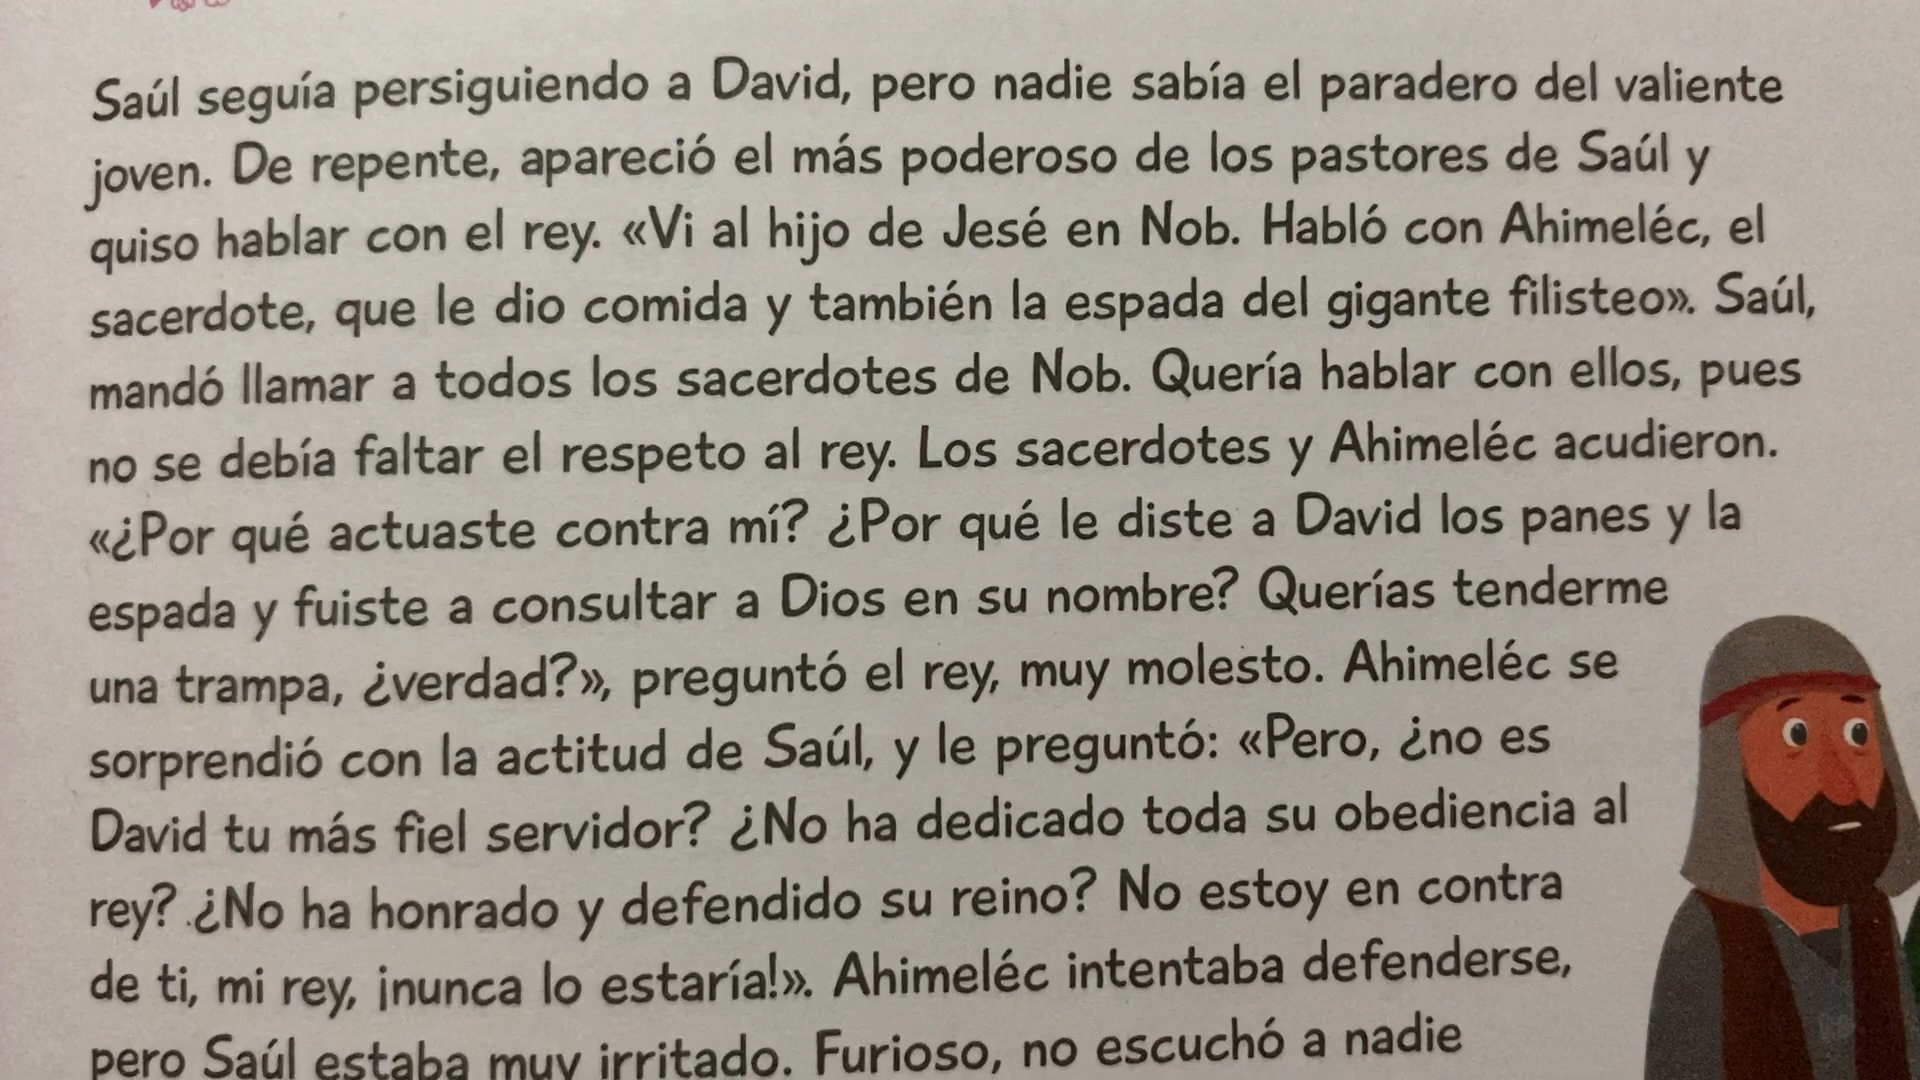 Saúl seguía persiguiendo a David, pero nadie sabía el paradero del valiente
joven. De repente, apareció el más poderoso de los pastores de Saúl y
quiso hablar con el rey. «Vi al hijo de Jesé en Nob. Habló con Ahimeléc, el
sacerdote, que le dio comida y también la espada del gigante filisteo». Saúl,
mandó llamar a todos los sacerdotes de Nob. Quería hablar con ellos, pues
no se debía faltar el respeto al rey. Los sacerdotes y Ahimeléc acudieron.
«¿Por qué actuaste contra mí? ¿Por qué le diste a David los panes y la
espada y fuiste a consultar a Dios en su nombre? Querías tenderme
una trampa, ¿verdad?», preguntó el rey, muy molesto. Ahimeléc se
sorprendió con la actitud de Saúl, y le preguntó: «Pero, ¿no es
David tu más fiel servidor? ¿No ha dedicado toda su obediencia al
rey? ¿No ha honrado y defendido su reino? No estoy en contra
de ti, mi rey, ¡nunca lo estaría!». Ahimeléc intentaba defenderse,
pero Saúl estaba muy irritado. Furioso, no escuchó a nadie